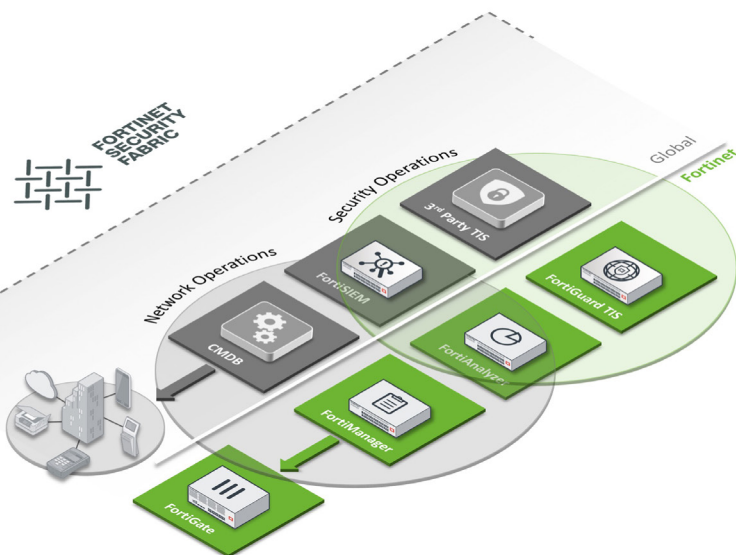 FORTINET
SECURITY
FABRIC
Global
Fortinet
Security Operations
3rd Party TIS
Network Operations
FortiSIEM
FortiGuard TIS
CMDB
FortiAnalyzer
FortiManager
FortiGate